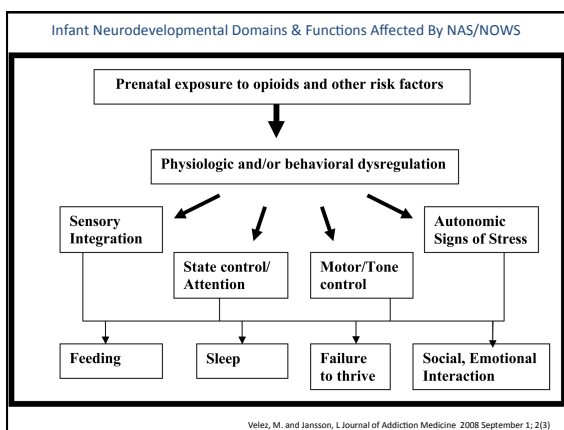 Infant Neurodevelopmental Domains & Functions Affected By NAS/NOWS
Prenatal exposure to opioids and other risk factors
Physiologic and/or behavioral dysregulation
Sensory
Integration
Autonomic
Signs of Stress
State control/
Attention
Motor/Tone
control
Feeding
Sleep
Failure
to thrive
Social, Emotional
Interaction
Velez, M. and Jansson, L Journal of Addiction Medicine 2008 September 1; 2(3)